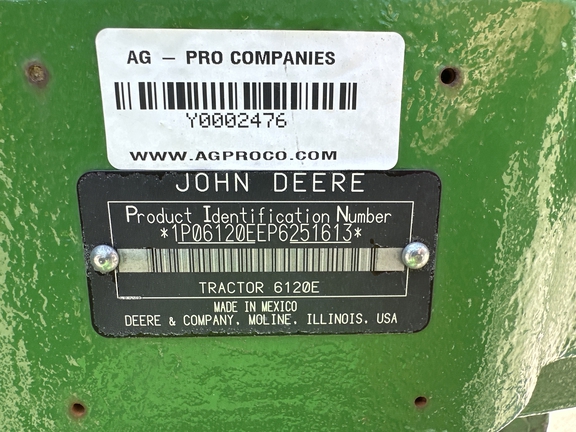 AG – PRO COMPANIES
Y0002476
WWW.AGPROCO.COM
JOHN DEERE
Product Identification Number
*1P06120EEP6251613*
TRACTOR 6120E
MADE IN MEXICO
DEERE & COMPANY, MOLINE, ILLINOIS, USA